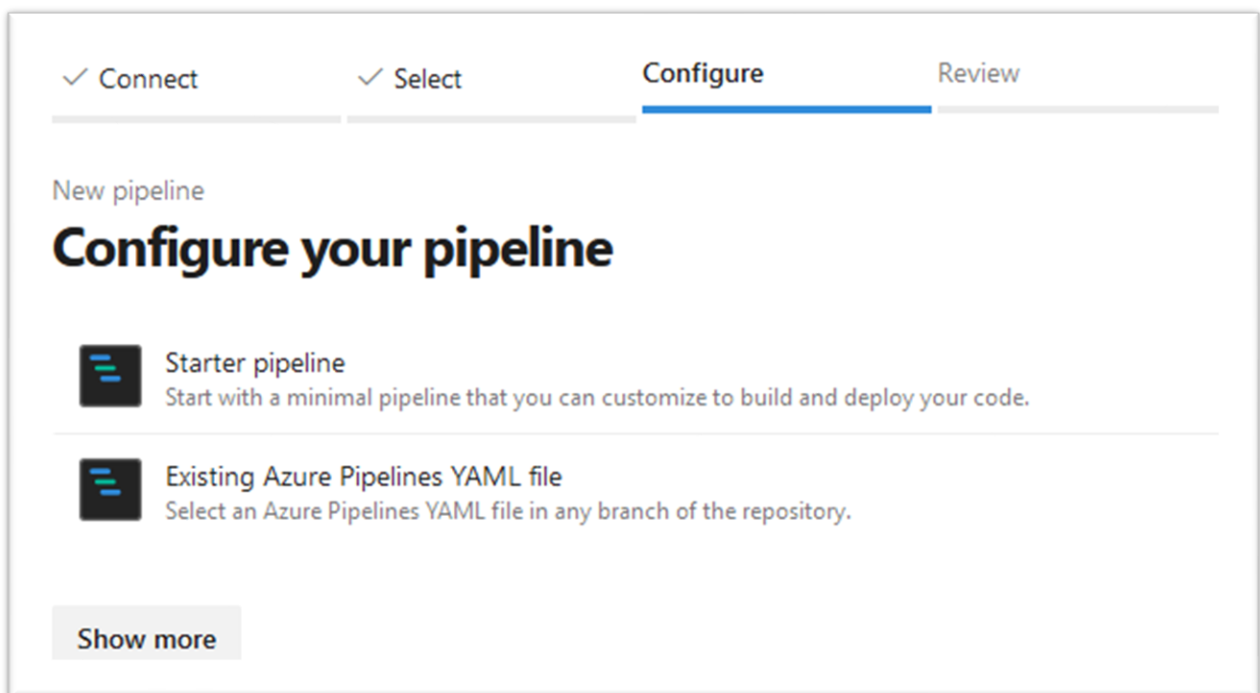 Connect
Select
Configure
Review
New pipeline
Configure your pipeline
Starter pipeline
Start with a minimal pipeline that you can customize to build and deploy your code.
Existing Azure Pipelines YAML file
Select an Azure Pipelines YAML file in any branch of the repository.
Show more